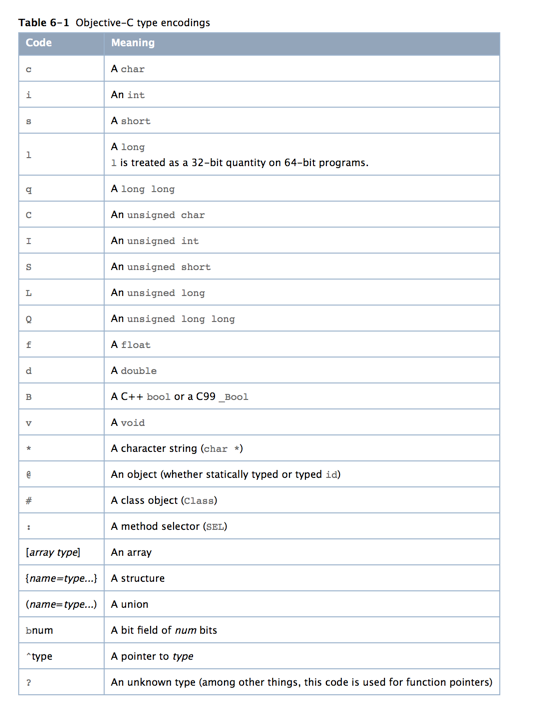 Table 6-1 Objective-C type encodings
Code Meaning
c A char
i An int
s A short
l A long
l is treated as a 32-bit quantity on 64-bit programs.
q A long long
C An unsigned char
I An unsigned int
S An unsigned short
L An unsigned long
Q An unsigned long long
f A float
d A double
B A C++ bool or a C99 _Bool
v A void
* A character string (char *)
@ An object (whether statically typed or typed id)
# A class object (Class)
: A method selector (SEL)
[array type] An array
{name=type...} A structure
(name=type...) A union
bnum A bit field of num bits
^type A pointer to type
? An unknown type (among other things, this code is used for function pointers)